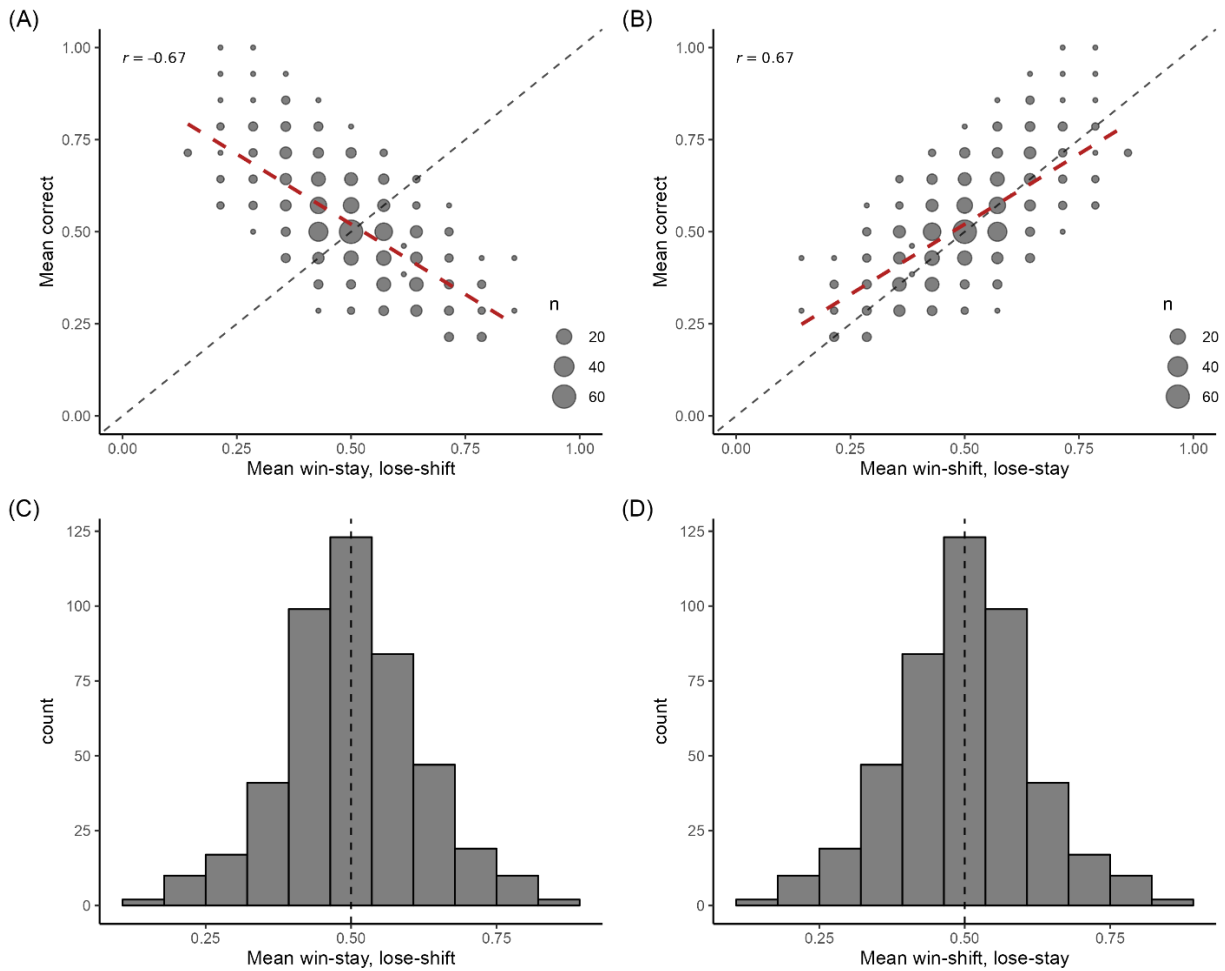 (A)
r = –0.67
Mean correct
1.00
0.75
0.50
0.25
0.00
n
20
40
60
0.00 0.25 0.50 0.75 1.00
Mean win-stay, lose-shift
(B)
r = 0.67
Mean correct
1.00
0.75
0.50
0.25
0.00
n
20
40
60
0.00 0.25 0.50 0.75 1.00
Mean win-shift, lose-stay
(C)
count
125
100
75
50
25
0
0.25 0.50 0.75
Mean win-stay, lose-shift
(D)
count
125
100
75
50
25
0
0.25 0.50 0.75
Mean win-shift, lose-stay